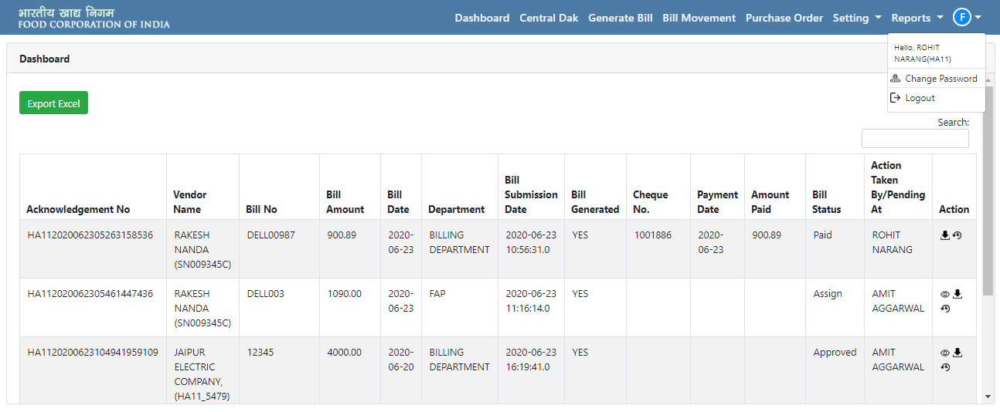 भारतीय खाद्य निगम
FOOD CORPORATION OF INDIA
Dashboard Central Dak Generate Bill Bill Movement Purchase Order Setting Reports F
Hello, ROHIT
NARANG(HA11)
Change Password
Logout
Dashboard
Export Excel
Search:
Acknowledgement No
Vendor
Name
Bill No
Bill
Amount
Bill
Date
Department
Bill
Submission
Date
Bill
Generated
Cheque
No.
Payment
Date
Amount
Paid
Bill
Status
Action
Taken
By/Pending
At
Action
HA112020062305263158536
RAKESH
NANDA
(SN009345C)
DELL00987
900.89
2020-
06-23
BILLING
DEPARTMENT
2020-06-23
10:56:31.0
YES
1001886
2020-
06-23
900.89
Paid
ROHIT
NARANG
HA112020062305461447436
RAKESH
NANDA
(SN009345C)
DELL003
1090.00
2020-
06-23
FAP
2020-06-23
11:16:14.0
YES
Assign
AMIT
AGGARWAL
HA1120200623104941959109
JAIPUR
ELECTRIC
COMPANY,
(HA11_5479)
12345
4000.00
2020-
06-20
BILLING
DEPARTMENT
2020-06-23
16:19:41.0
YES
Approved
AMIT
AGGARWAL